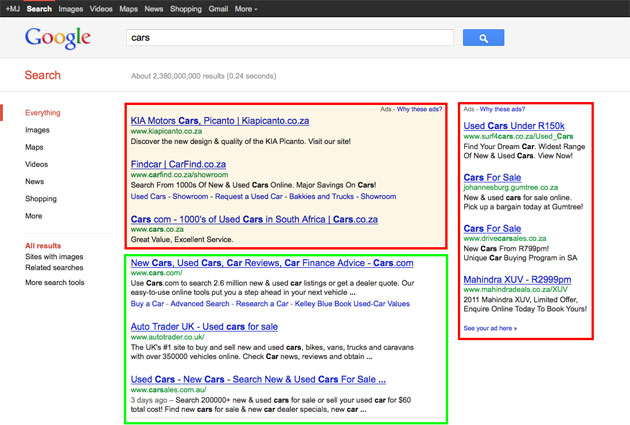 +MJ Search Images Videos Maps News Shopping Gmail More
Google
cars
Search
About 2,380,000,000 results (0.24 seconds)
Everything
Images
Maps
Videos
News
Shopping
More
All results
Sites with images
Related searches
More search tools
Ads - Why these ads?
KIA Motors Cars, Picanto | Kiapicanto.co.za
www.kiapicanto.co.za
Discover the new design & quality of the KIA Picanto. Visit our site!
Findcar | CarFind.co.za
www.carfind.co.za/showroom
Search From 1000s Of New & Used Cars Online. Major Savings On Cars!
Used Cars - Showroom - Request a Used Car - Bakkies and Trucks - Showroom
Cars com - 1000's of Used Cars in South Africa | Cars.co.za
www.cars.co.za
Great Value, Excellent Service.
New Cars, Used Cars, Car Reviews, Car Finance Advice - Cars.com
www.cars.com/
Use Cars.com to search 2.6 million new & used car listings or get a dealer quote. Our
easy-to-use online tools put you a step ahead in your next vehicle ...
Buy a Car - Advanced Search - Research a Car - Kelley Blue Book Used-Car Values
Auto Trader UK - Used cars for sale
www.autotrader.co.uk/
The UK's #1 site to buy and sell new and used cars, bikes, vans, trucks and caravans
with over 350000 vehicles online. Check Car news, reviews and obtain ...
Used Cars - New Cars - Search New & Used Cars For Sale ...
www.carsales.com.au/
3 days ago – Search 200000+ new & used cars for sale or sell your used car for $60
total cost! Find new cars for sale & new car dealer specials, new car ...
Ads - Why these ads?
Used Cars Under R150k
www.surf4cars.co.za/Used_Cars
Find Your Dream Car. Widest Range
Of New & Used Cars. View Now!
Cars For Sale
johannesburg.gumtree.co.za
New & used cars for sale online.
Pick up a bargain today at Gumtree!
Cars For Sale
www.drivecarsales.co.za
New Cars From R799pm!
Unique Car Buying Program in SA
Mahindra XUV - R2999pm
www.mahindradeals.co.za/XUV
2011 Mahindra XUV, Limited Offer,
Enquire Online Today To Book Yours!
See your ad here »